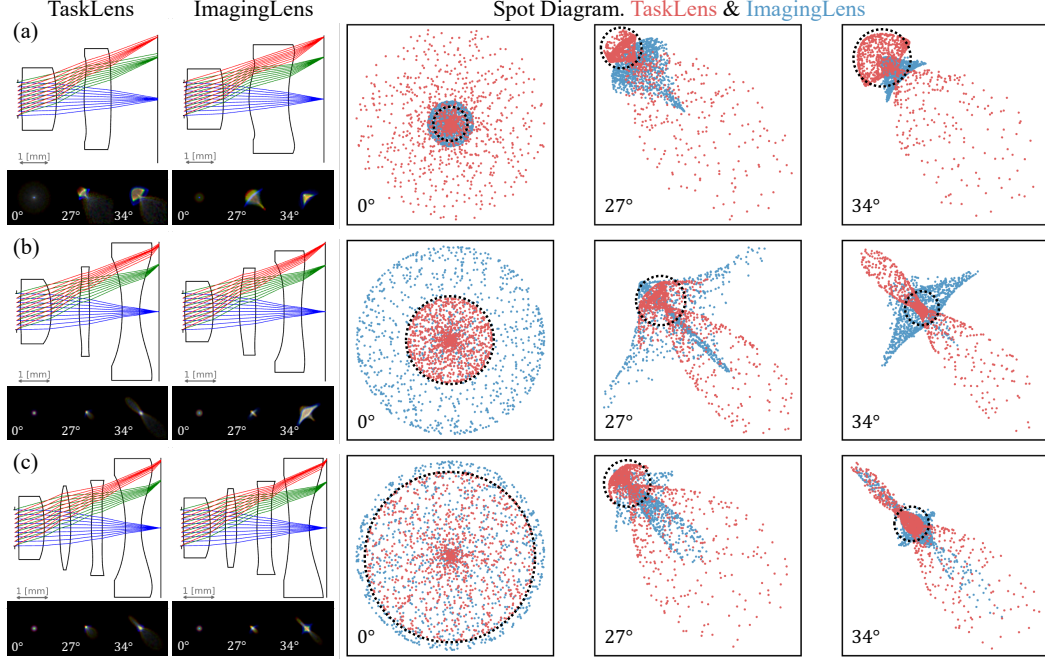 TaskLens ImagingLens Spot Diagram. TaskLens & ImagingLens
(a)
1 [mm] 1 [mm]
0° 27° 34° 0° 27° 34° 0° 27° 34°
(b)
1 [mm] 1 [mm]
0° 27° 34° 0° 27° 34° 0° 27° 34°
(c)
1 [mm] 1 [mm]
0° 27° 34° 0° 27° 34° 0° 27° 34°